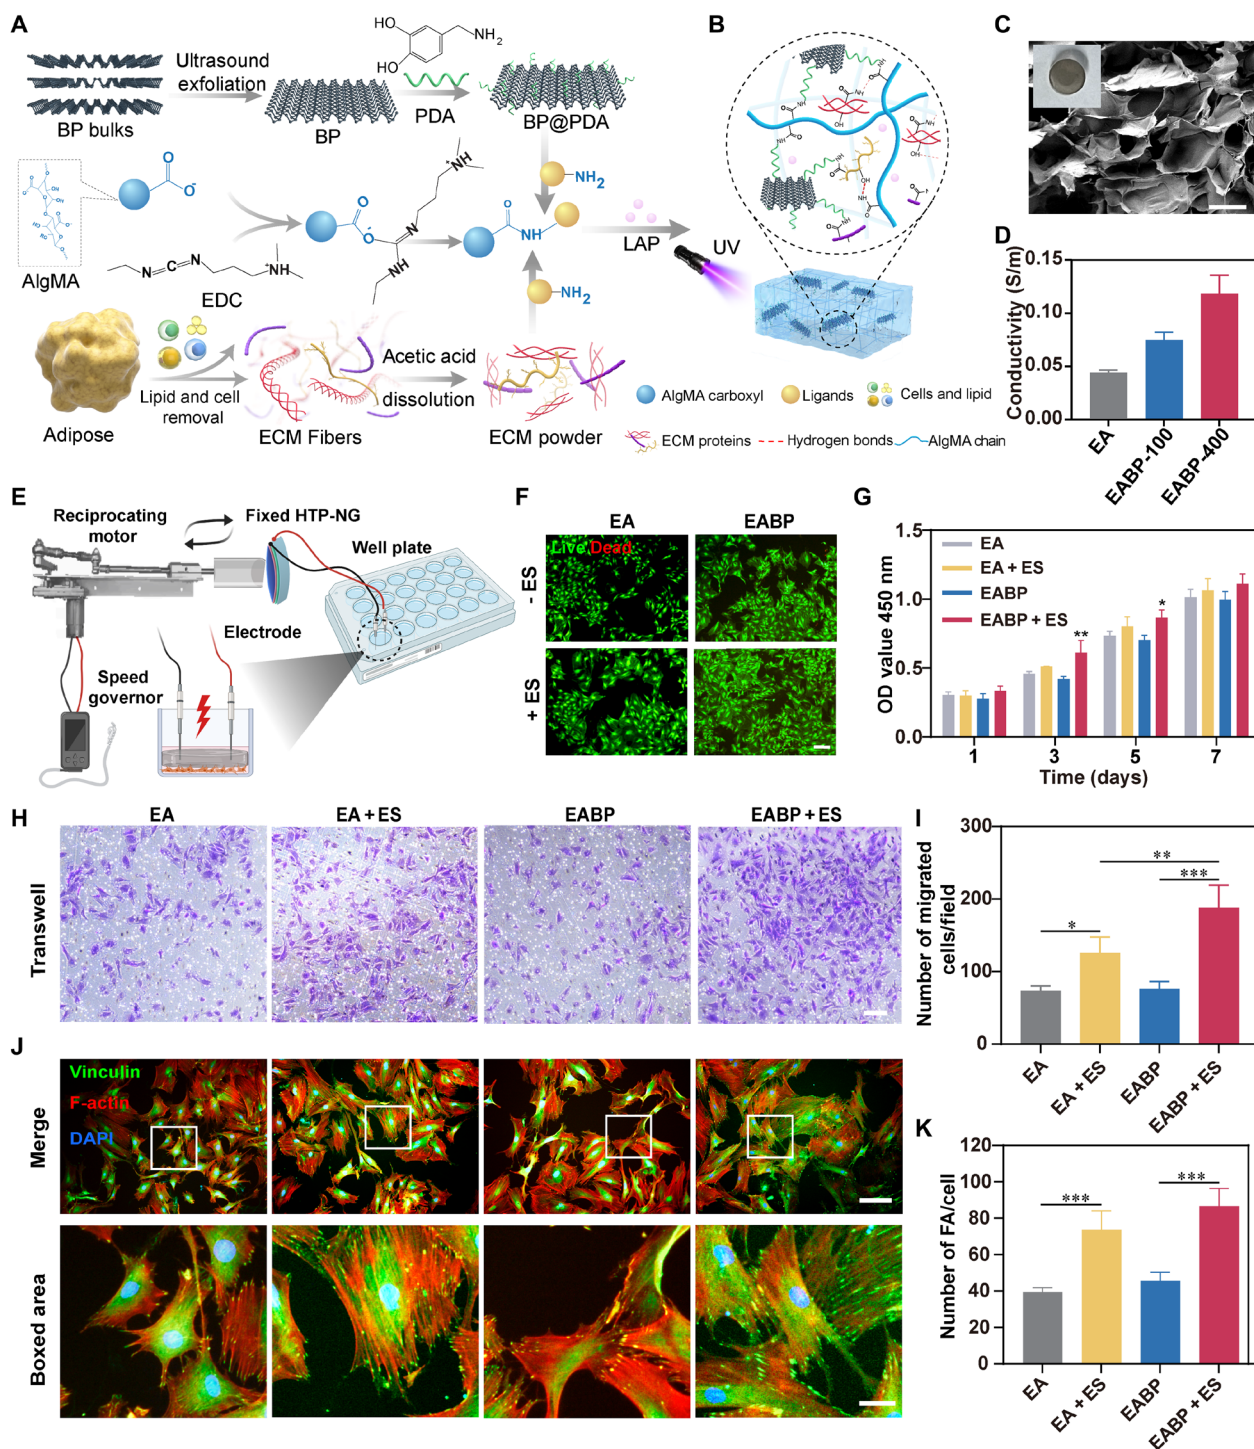 A
HO
HO
NH₂
Ultrasound
exfoliation
BP bulks
BP
PDA
BP@PDA
AlgMA
EDC
NH
N
NH
NH₂
NH
NH₂
LAP
UV
Adipose
Lipid and cell
removal
ECM Fibers
Acetic acid
dissolution
ECM powder
B
AlgMA carboxyl
Ligands
Cells and lipid
ECM proteins
Hydrogen bonds
AlgMA chain
C
D
Conductivity (S/m)
0.15
0.10
0.05
0.00
EA
EABP-100
EABP-400
E
Reciprocating
motor
Fixed HTP-NG
Well plate
Electrode
Speed
governor
F
EA
EABP
Live Dead
- ES
+ ES
G
OD value 450 nm
1.5
1.0
0.5
0.0
EA
EA + ES
EABP
EABP + ES
**
*
1
3
5
7
Time (days)
H
EA
EA + ES
EABP
EABP + ES
Transwell
I
Number of migrated
cells/field
300
200
100
0
*
**
***
EA
EA + ES
EABP
EABP + ES
J
Vinculin
F-actin
DAPI
Merge
Boxed area
K
Number of FA/cell
120
80
60
40
20
0
***
***
EA
EA + ES
EABP
EABP + ES